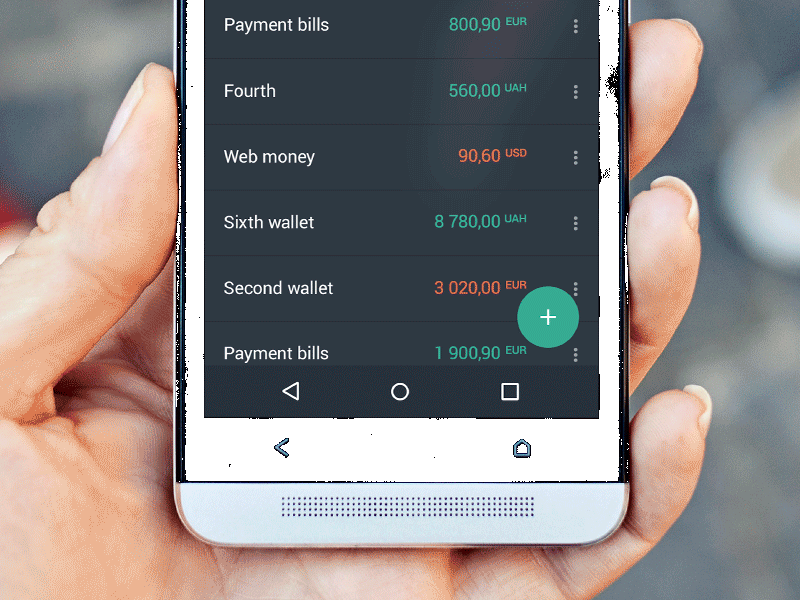 Payment bills 800,90 EUR
Fourth 560,00 UAH
Web money 90,60 USD
Sixth wallet 8 780,00 UAH
Second wallet 3 020,00 EUR
+
Payment bills 1 900,90 EUR